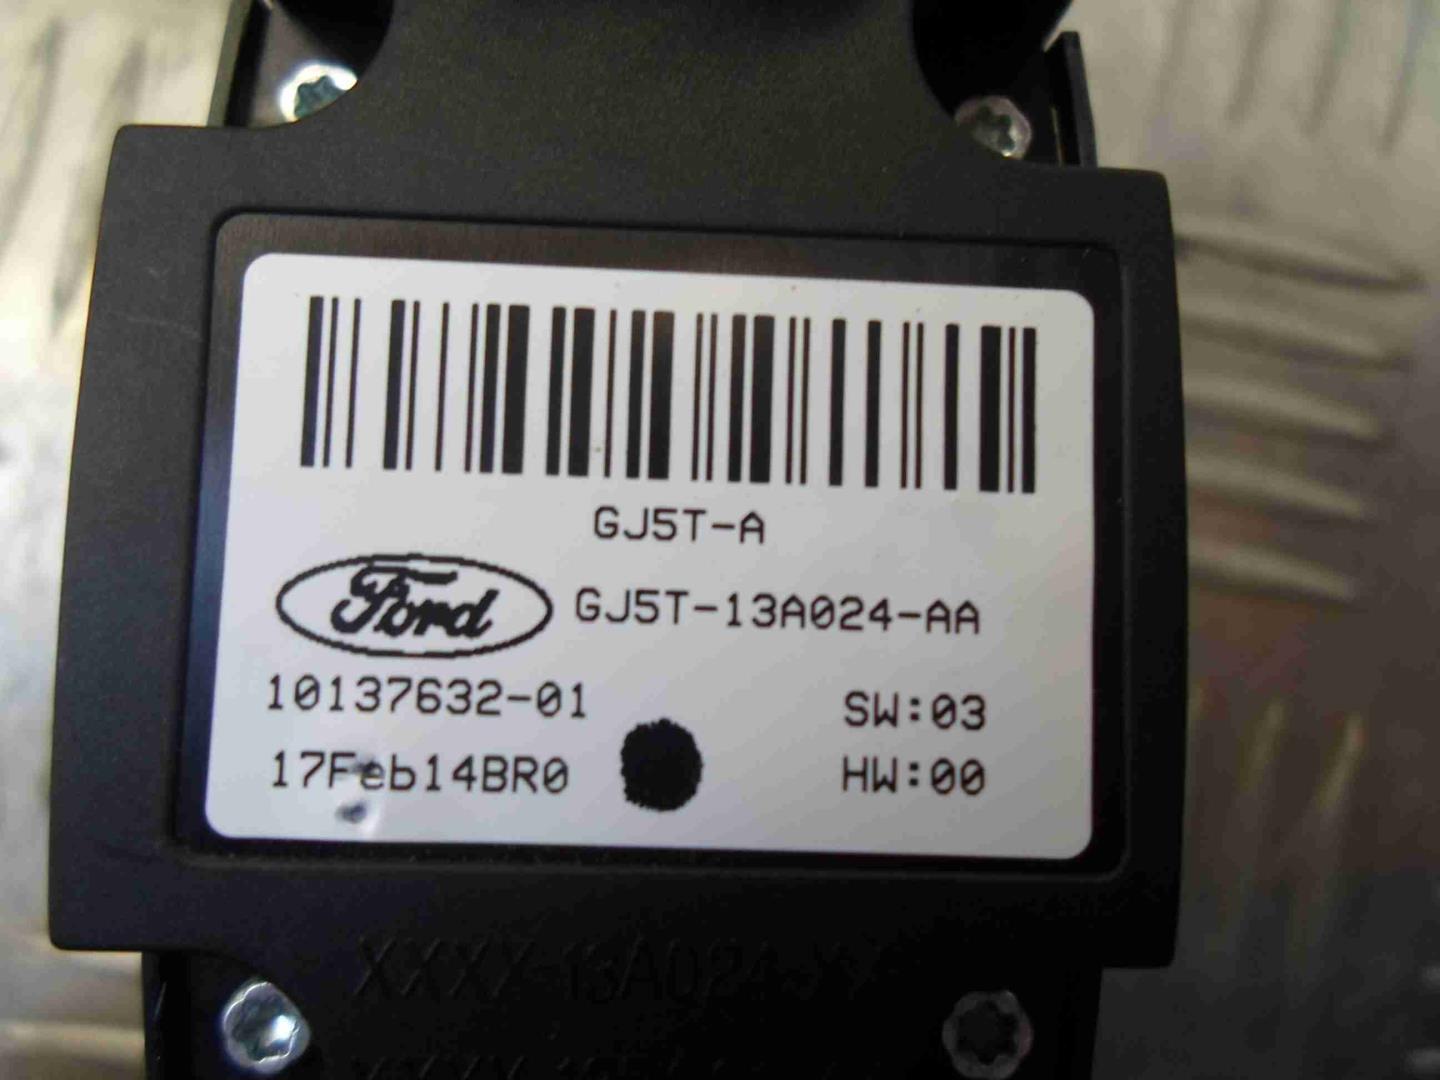 GJ5T-A
Ford GJ5T-13A024-AA
10137632-01 SW:03
17Feb14BR0 HW:00
XXXX-13A024-XX